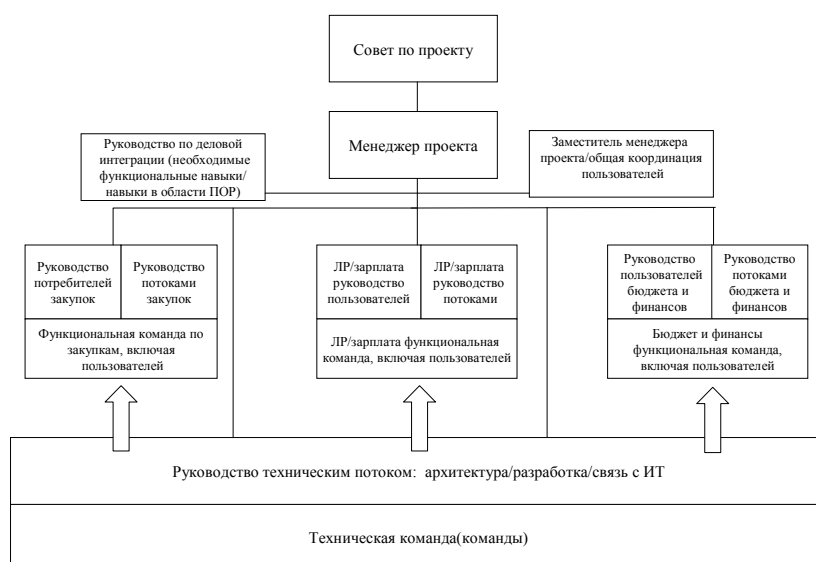 Совет по проекту
Менеджер проекта
Руководство по деловой
интеграции (необходимые
функциональные навыки/
навыки в области ПОР)
Заместитель менеджера
проекта/общая координация
пользователей
Руководство
потребителей
закупок
Руководство
потоками
закупок
Функциональная команда по
закупкам, включая
пользователей
ЛР/зарплата
руководство
пользователей
ЛР/зарплата
руководство
потоками
ЛР/зарплата функциональная
команда, включая пользователей
Руководство
пользователей
бюджета и
финансов
Руководство
потоками
бюджета и
финансов
Бюджет и финансы
функциональная команда,
включая пользователей
Руководство техническим потоком: архитектура/разработка/связь с ИТ
Техническая команда(команды)